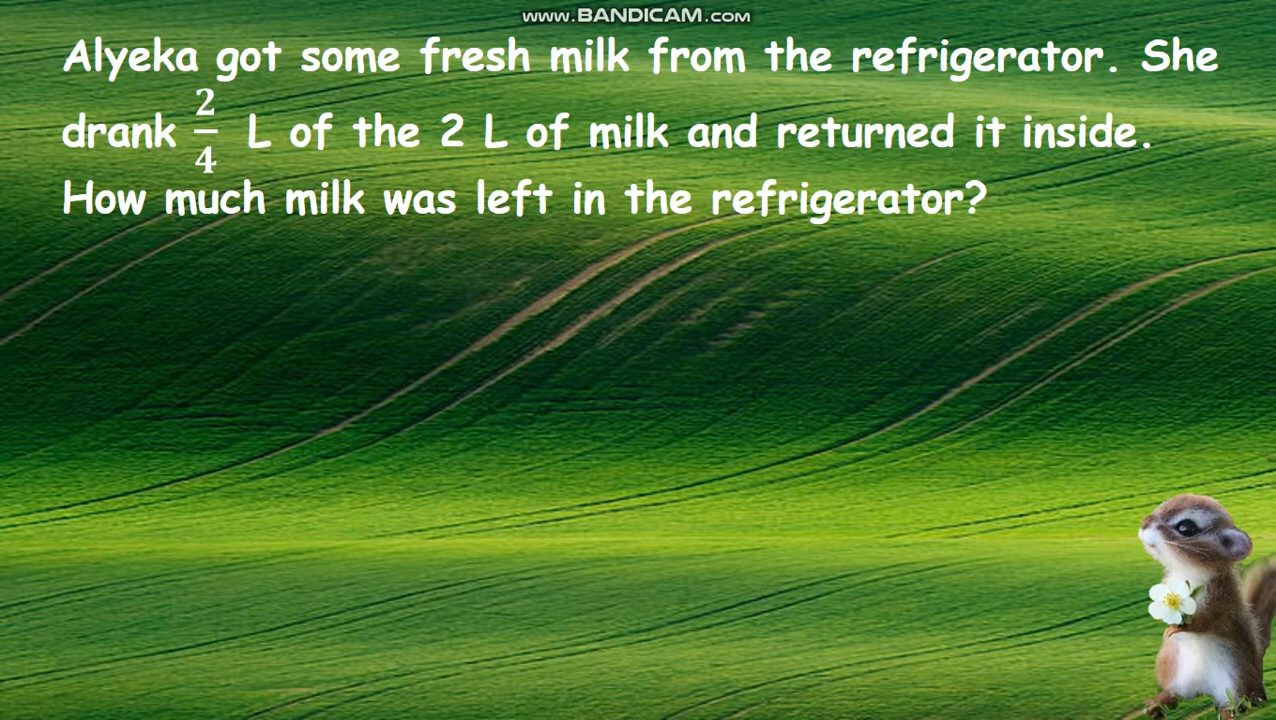 www.BANDICAM.com
Alyeka got some fresh milk from the refrigerator. She
drank 2/4 L of the 2 L of milk and returned it inside.
How much milk was left in the refrigerator?